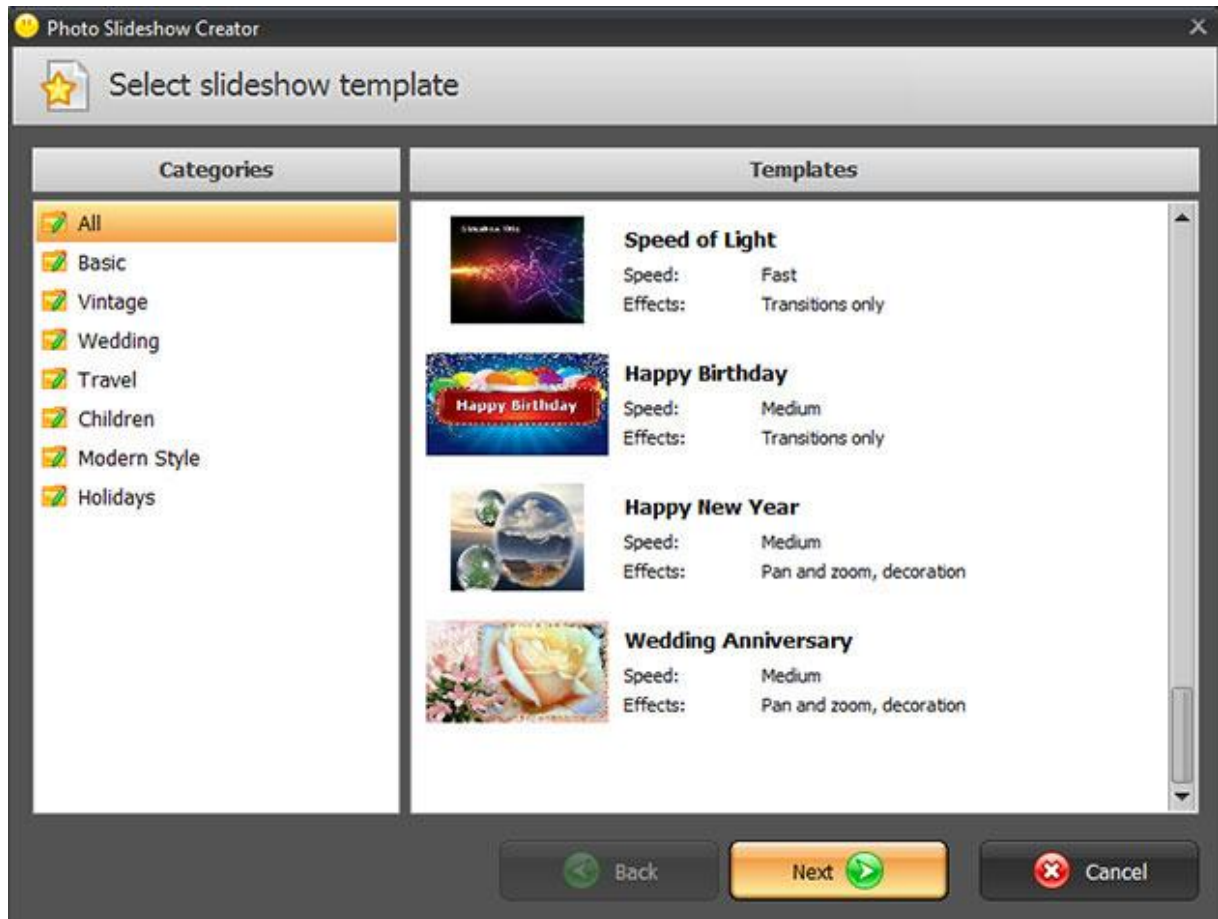 Photo Slideshow Creator
Select slideshow template
Categories
Templates
All
Basic
Vintage
Wedding
Travel
Children
Modern Style
Holidays
Speed of Light
Speed: Fast
Effects: Transitions only
Happy Birthday
Happy Birthday
Speed: Medium
Effects: Transitions only
Happy New Year
Speed: Medium
Effects: Pan and zoom, decoration
Wedding Anniversary
Speed: Medium
Effects: Pan and zoom, decoration
Back
Next
Cancel